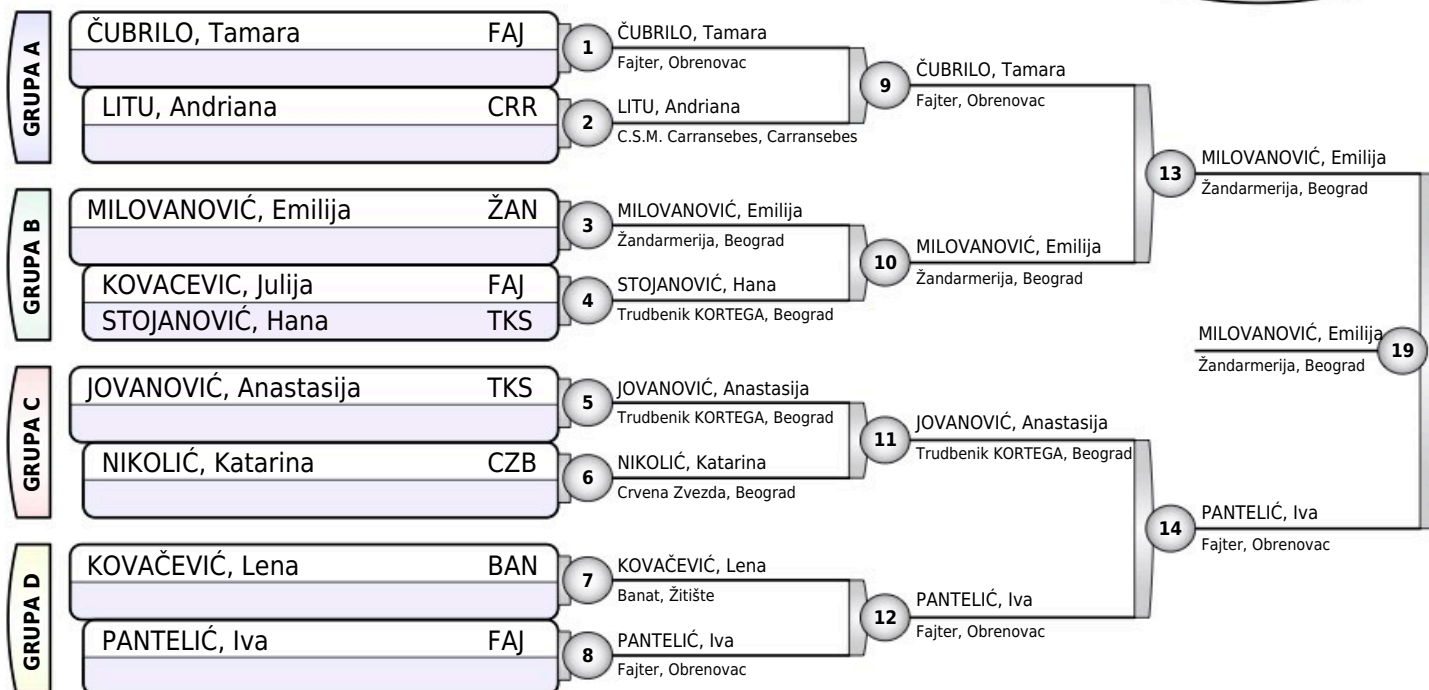 GRUPA A
ČUBRILO, Tamara FAJ
LITU, Andriana CRR
1
ČUBRILO, Tamara
Fajter, Obrenovac
2
LITU, Andriana
C.S.M. Carransebes, Carransebes
9
ČUBRILO, Tamara
Fajter, Obrenovac
GRUPA B
MILOVANOVIĆ, Emilija ŽAN
KOVACEVIC, Julija FAJ
STOJANOVIĆ, Hana TKS
3
MILOVANOVIĆ, Emilija
Žandarmerija, Beograd
4
STOJANOVIĆ, Hana
Trudbenik KORTEGA, Beograd
10
MILOVANOVIĆ, Emilija
Žandarmerija, Beograd
13
MILOVANOVIĆ, Emilija
Žandarmerija, Beograd
GRUPA C
JOVANOVIĆ, Anastasija TKS
NIKOLIĆ, Katarina CZB
5
JOVANOVIĆ, Anastasija
Trudbenik KORTEGA, Beograd
6
NIKOLIĆ, Katarina
Crvena Zvezda, Beograd
11
JOVANOVIĆ, Anastasija
Trudbenik KORTEGA, Beograd
GRUPA D
KOVAČEVIĆ, Lena BAN
PANTELIĆ, Iva FAJ
7
KOVAČEVIĆ, Lena
Banat, Žitište
8
PANTELIĆ, Iva
Fajter, Obrenovac
12
PANTELIĆ, Iva
Fajter, Obrenovac
14
PANTELIĆ, Iva
Fajter, Obrenovac
MILOVANOVIĆ, Emilija
Žandarmerija, Beograd
19